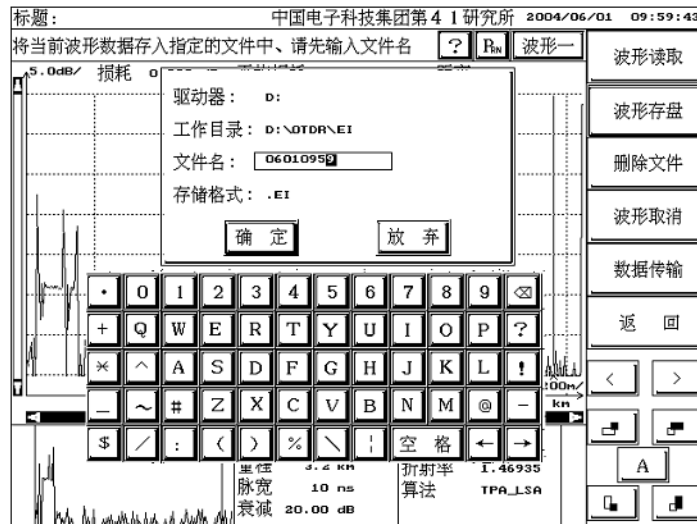 标题: 中国电子科技集团第41研究所 2004/06/01 09:59:43
将当前波形数据存入指定的文件中、请先输入文件名 ? PRN 波形一
5.0dB/ 损耗
驱动器: D:
工作目录: D:\OTDR\EI
文件名: 06010959
存储格式: .EI
确 定 放 弃
波形读取
波形存盘
删除文件
波形取消
数据传输
返 回
< >
A
· 0 1 2 3 4 5 6 7 8 9 ⌫
+ Q W E R T Y U I O P ?
* ^ A S D F G H J K L !
_ ~ # Z X C V B N M @ -
$ / : ( ) % \ ¦ 空 格 ← →
200m/
km
量程 3.2 km 折射率 1.46935
脉宽 10 ns 算法 TPA_LSA
衰减 20.00 dB